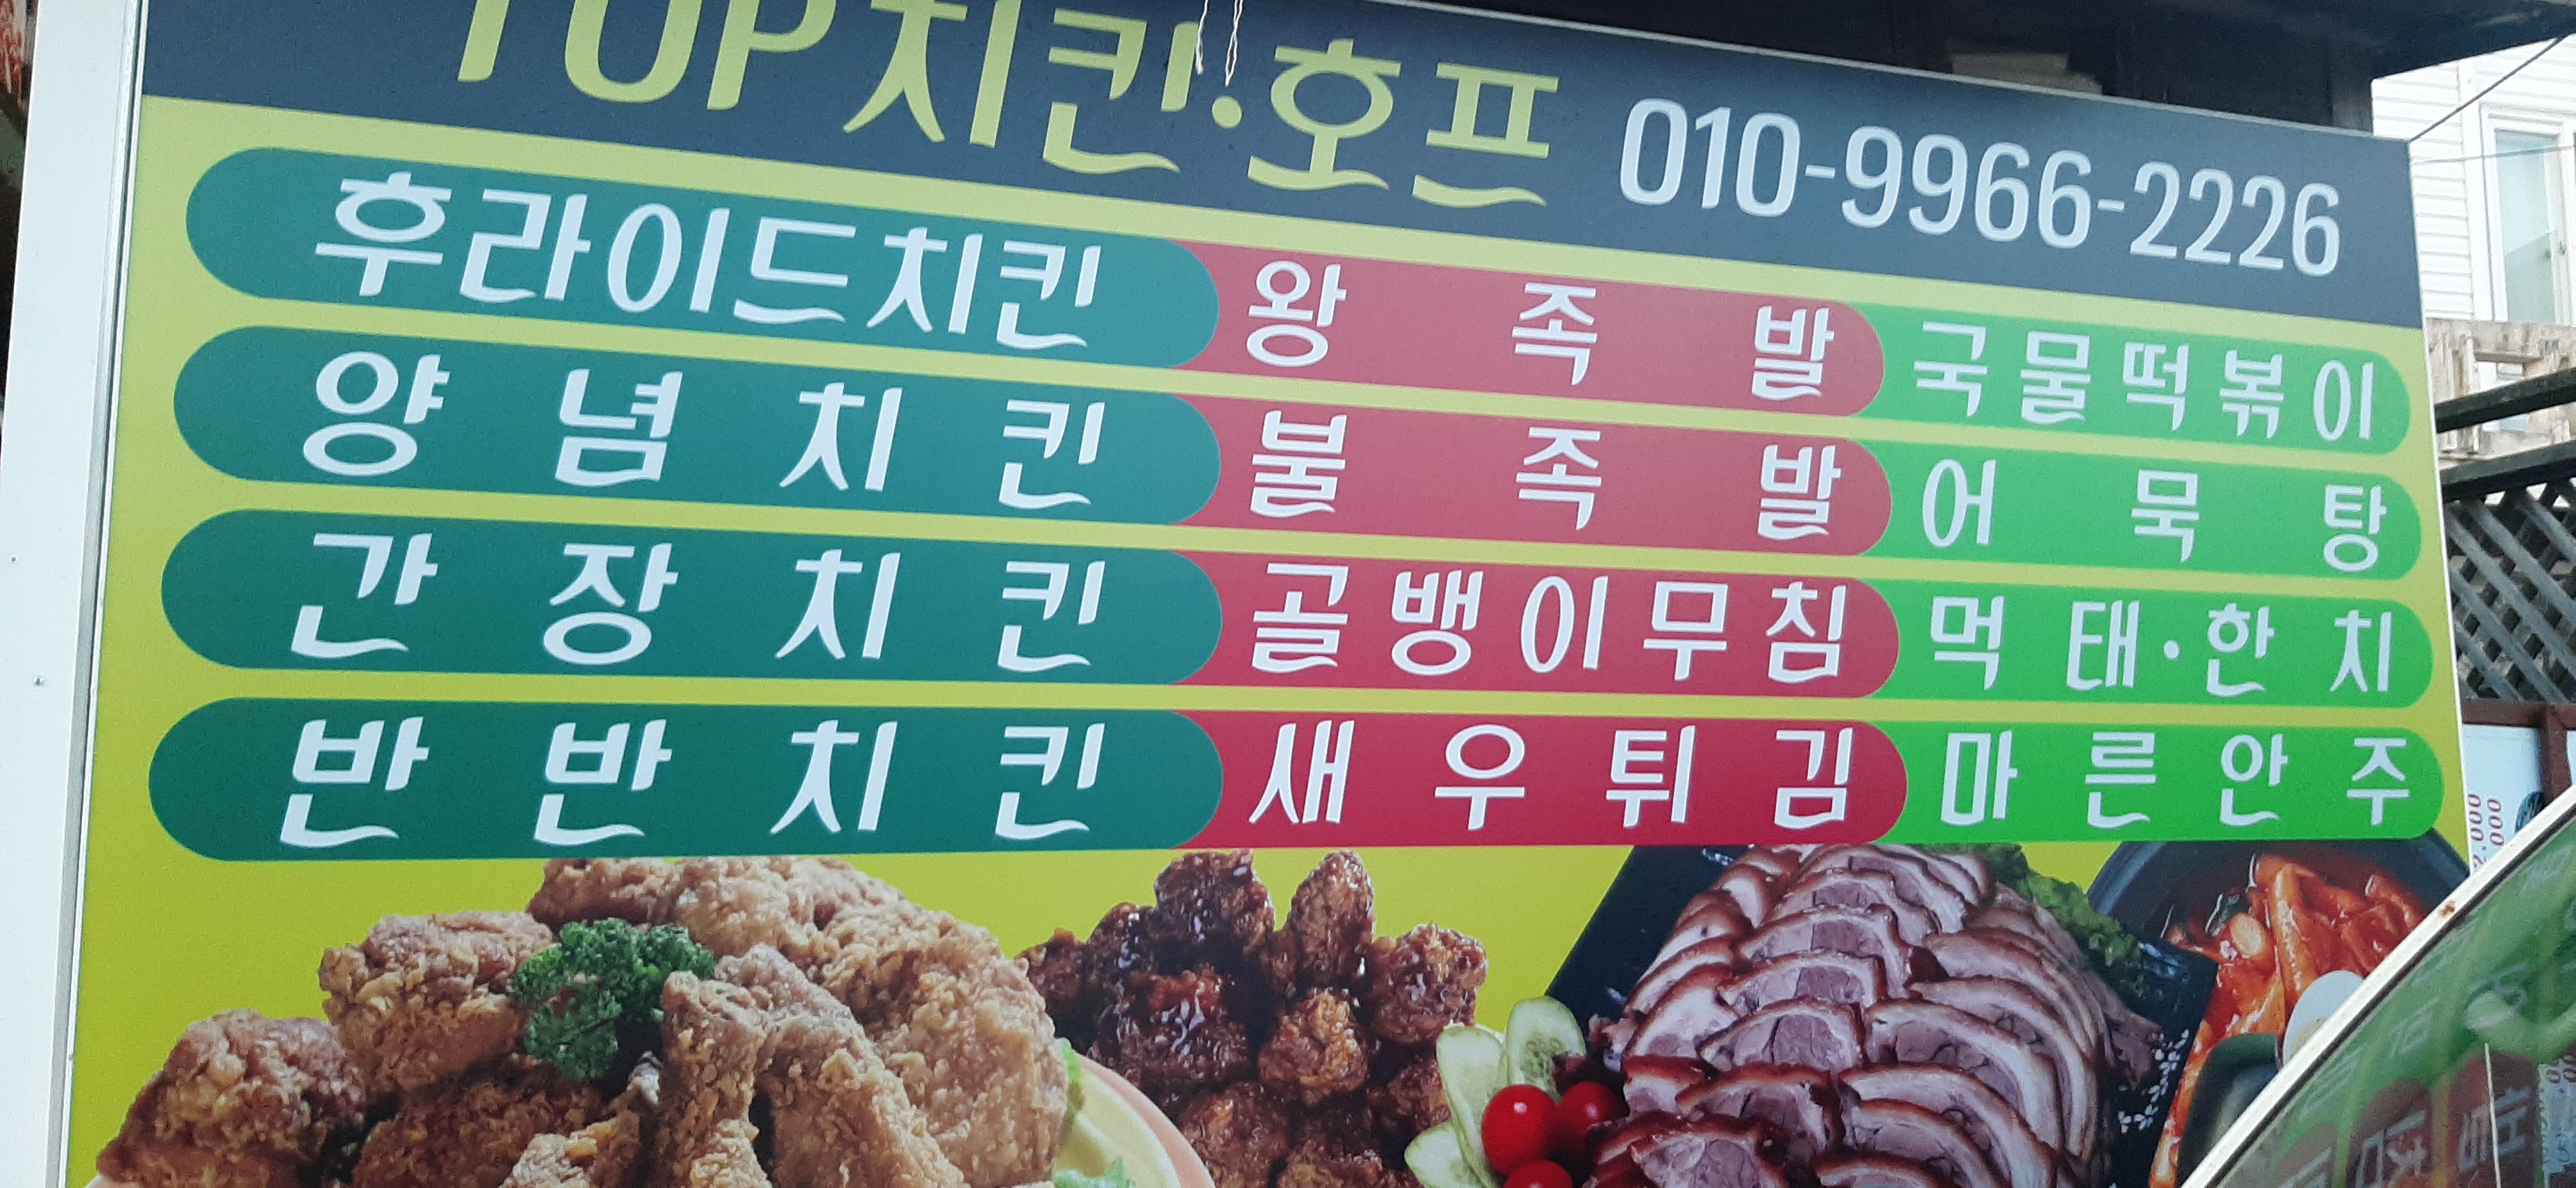 TOP치킨·호프 010-9966-2226
후라이드치킨 왕족발 국물떡볶이
양념치킨 불족발 어묵탕
간장치킨 골뱅이무침 먹태·한치
반반치킨 새우튀김 마른안주